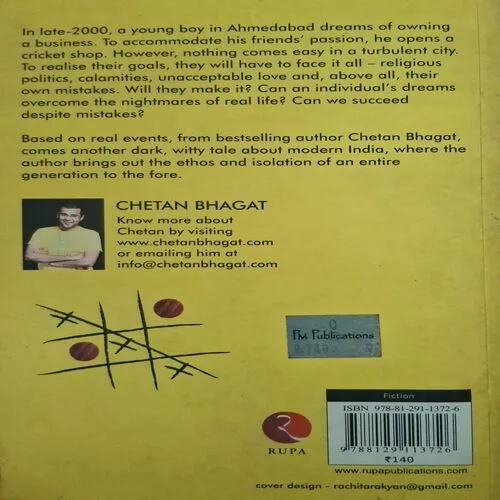 In late-2000, a young boy in Ahmedabad dreams of owning
a business. To accommodate his friends' passion, he opens a
cricket shop. However, nothing comes easy in a turbulent city.
To realise their goals, they will have to face it all – religious
politics, calamities, unacceptable love and, above all, their
own mistakes. Will they make it? Can an individual's dreams
overcome the nightmares of real life? Can we succeed
despite mistakes?
Based on real events, from bestselling author Chetan Bhagat,
comes another dark, witty tale about modern India, where the
author brings out the ethos and isolation of an entire
generation to the fore.
CHETAN BHAGAT
Know more about
Chetan by visiting
www.chetanbhagat.com
or emailing him at
info@chetanbhagat.com
PM Publications
Fiction
ISBN 978-81-291-1372-6
9 788129 113726
₹140
RUPA
www.rupapublications.com
cover design - rachitarakyan@gmail.com